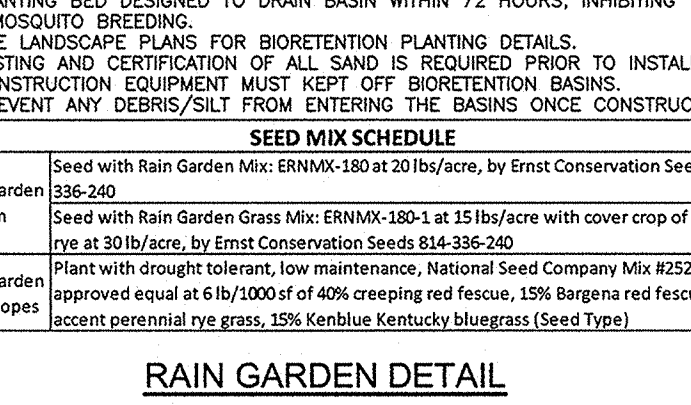 ANTING BED DESIGNED TO DRAIN BASIN WITHIN 72 HOURS, INHIBITING
MOSQUITO BREEDING.
E LANDSCAPE PLANS FOR BIORETENTION PLANTING DETAILS.
STING AND CERTIFICATION OF ALL SAND IS REQUIRED PRIOR TO INSTAL
NSTRUCTION EQUIPMENT MUST KEPT OFF BIORETENTION BASINS.
EVENT ANY DEBRIS/SILT FROM ENTERING THE BASINS ONCE CONSTRUC
SEED MIX SCHEDULE
Seed with Rain Garden Mix: ERNMX-180 at 20 lbs/acre, by Ernst Conservation See
arden 336-240
n Seed with Rain Garden Grass Mix: ERNMX-180-1 at 15 lbs/acre with cover crop of
rye at 30 lb/acre, by Ernst Conservation Seeds 814-336-240
Plant with drought tolerant, low maintenance, National Seed Company Mix #252
arden approved equal at 6 lb/1000 sf of 40% creeping red fescue, 15% Bargena red fescu
opes accent perennial rye grass, 15% Kenblue Kentucky bluegrass (Seed Type)
RAIN GARDEN DETAIL